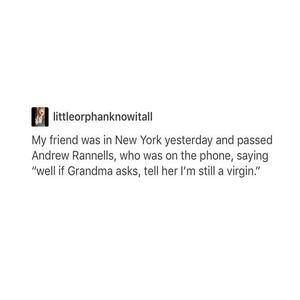 littleorphanknowitall
My friend was in New York yesterday and passed
Andrew Rannells, who was on the phone, saying
“well if Grandma asks, tell her I’m still a virgin.”